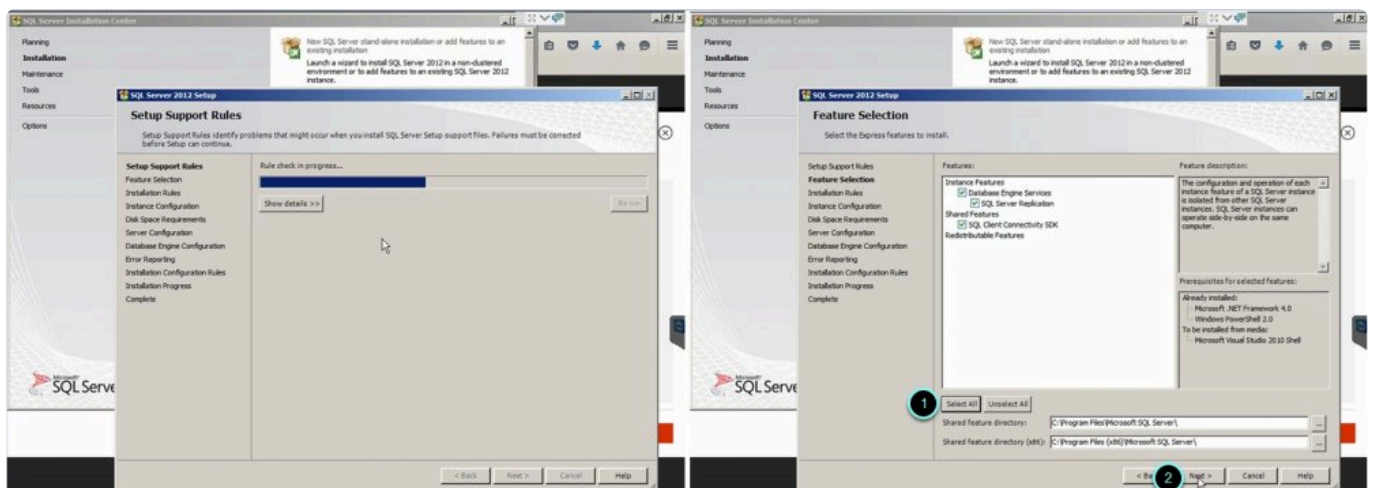 SQL Server Installation Center
Planning
Installation
Maintenance
Tools
Resources
Options
New SQL Server stand-alone installation or add features to an
existing installation
Launch a wizard to install SQL Server 2012 in a non-clustered
environment or to add features to an existing SQL Server 2012
instance.
SQL Server 2012 Setup
Setup Support Rules
Setup Support Rules identify problems that might occur when you install SQL Server Setup support files. Failures must be corrected
before Setup can continue.
Setup Support Rules
Feature Selection
Installation Rules
Instance Configuration
Disk Space Requirements
Server Configuration
Database Engine Configuration
Error Reporting
Installation Configuration Rules
Installation Progress
Complete
Rule check in progress...
Show details >>
Re-run
Microsoft
SQL Serve
< Back
Next >
Cancel
Help
SQL Server Installation Center
Planning
Installation
Maintenance
Tools
Resources
Options
New SQL Server stand-alone installation or add features to an
existing installation
Launch a wizard to install SQL Server 2012 in a non-clustered
environment or to add features to an existing SQL Server 2012
instance.
SQL Server 2012 Setup
Feature Selection
Select the Express features to install.
Setup Support Rules
Feature Selection
Installation Rules
Instance Configuration
Disk Space Requirements
Server Configuration
Database Engine Configuration
Error Reporting
Installation Configuration Rules
Installation Progress
Complete
Features:
Instance Features
Database Engine Services
SQL Server Replication
Shared Features
SQL Client Connectivity SDK
Redistributable Features
Feature description:
The configuration and operation of each
instance feature of a SQL Server instance
is isolated from other SQL Server
instances. SQL Server instances can
operate side-by-side on the same
computer.
Prerequisites for selected features:
Already installed:
Microsoft .NET Framework 4.0
Windows PowerShell 2.0
To be installed from media:
Microsoft Visual Studio 2010 Shell
1
Select All
Unselect All
Shared feature directory:
C:\Program Files\Microsoft SQL Server\
...
Shared feature directory (x86):
C:\Program Files (x86)\Microsoft SQL Server\
...
Microsoft
SQL Serve
< Ba
2
Next >
Cancel
Help